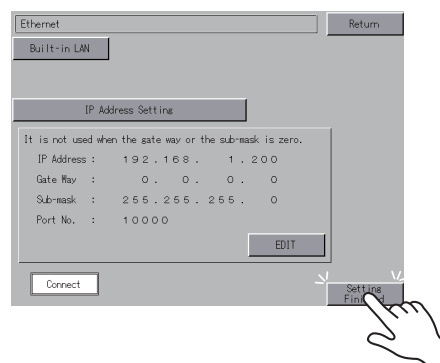 Ethernet
Return
Built-in LAN
IP Address Setting
It is not used when the gate way or the sub-mask is zero.
IP Address : 192.168. 1.200
Gate Way : 0. 0. 0. 0
Sub-mask : 255.255.255. 0
Port No. : 10000
EDIT
Connect
Setting